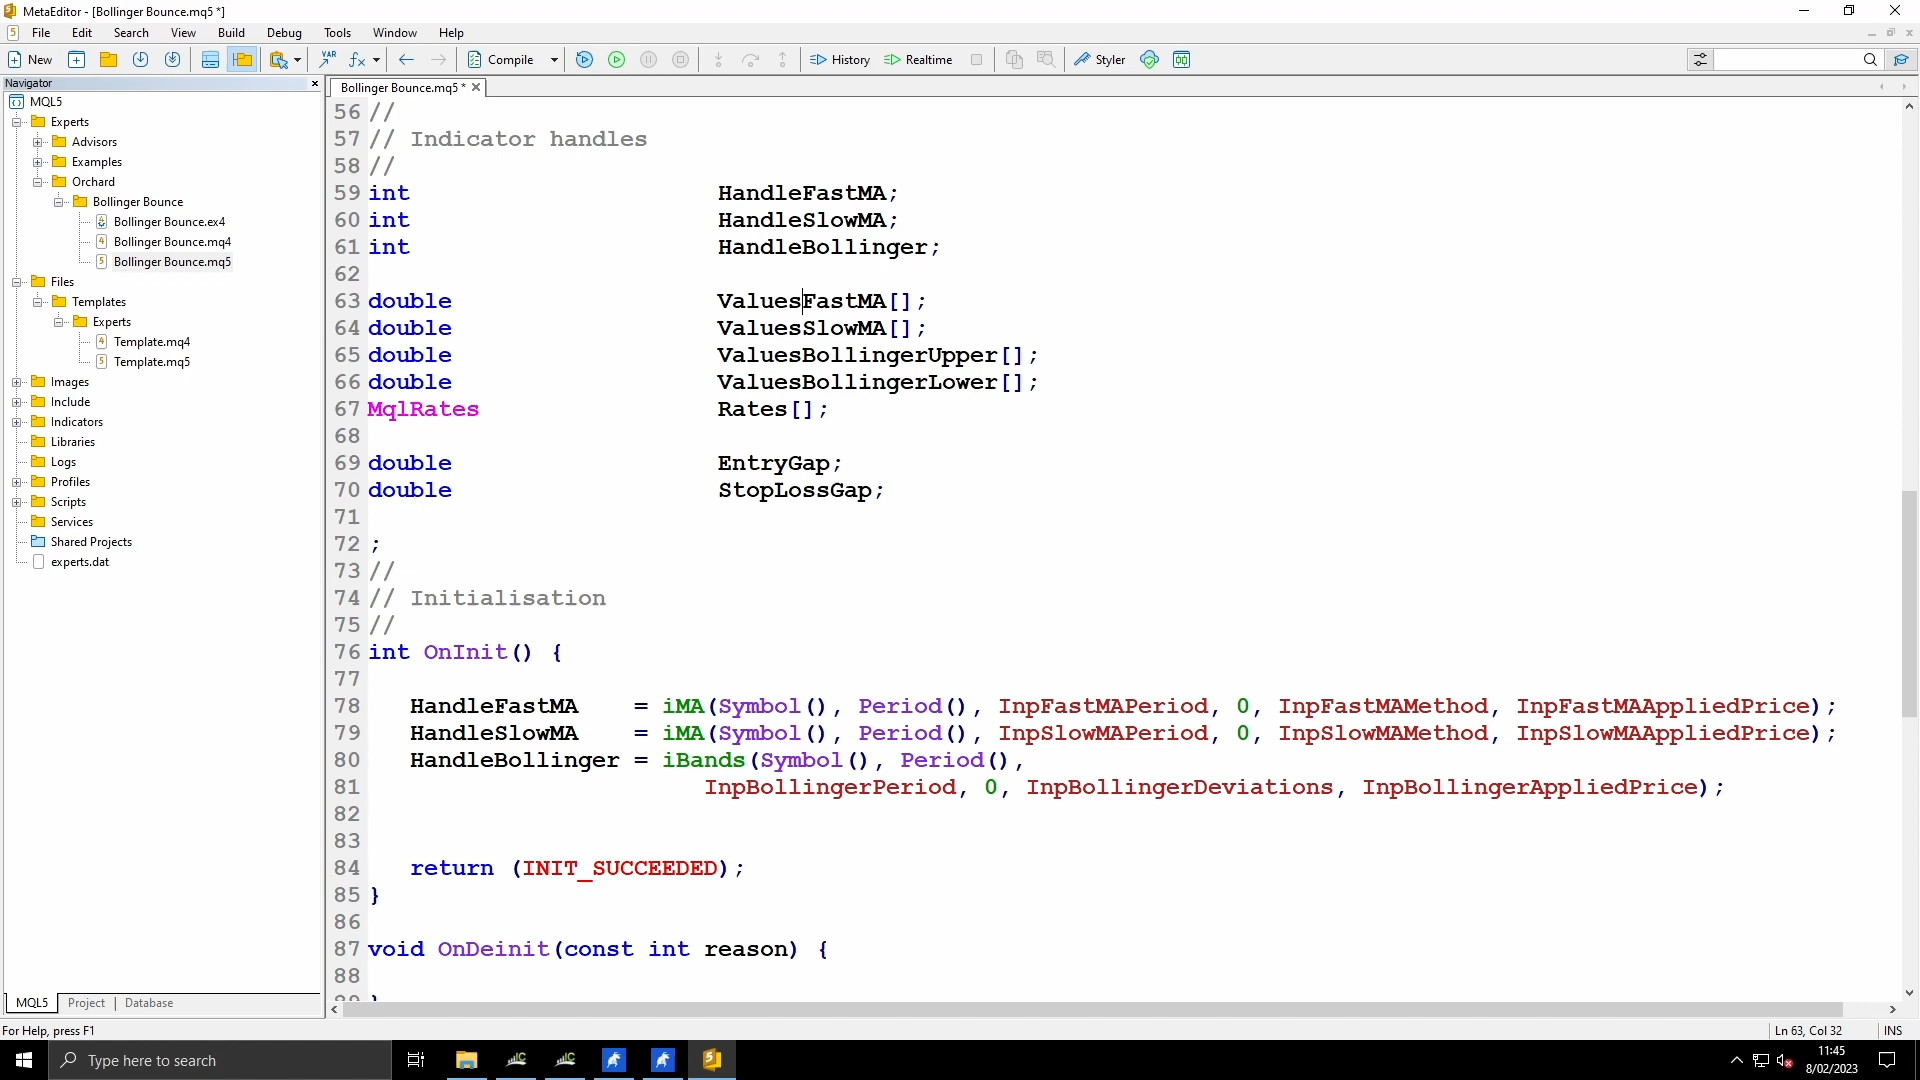 MetaEditor - [Bollinger Bounce.mq5 *]
File Edit Search View Build Debug Tools Window Help
New VAR Compile History Realtime Styler
Navigator
MQL5
Experts
Advisors
Examples
Orchard
Bollinger Bounce
Bollinger Bounce.ex4
Bollinger Bounce.mq4
Bollinger Bounce.mq5
Files
Templates
Experts
Template.mq4
Template.mq5
Images
Include
Indicators
Libraries
Logs
Profiles
Scripts
Services
Shared Projects
experts.dat
MQL5 Project | Database
Bollinger Bounce.mq5 *
56 //
57 // Indicator handles
58 //
59 int HandleFastMA;
60 int HandleSlowMA;
61 int HandleBollinger;
62
63 double ValuesFastMA[];
64 double ValuesSlowMA[];
65 double ValuesBollingerUpper[];
66 double ValuesBollingerLower[];
67 MqlRates Rates[];
68
69 double EntryGap;
70 double StopLossGap;
71
72 ;
73 //
74 // Initialisation
75 //
76 int OnInit() {
77
78 HandleFastMA = iMA(Symbol(), Period(), InpFastMAPeriod, 0, InpFastMAMethod, InpFastMAAppliedPrice);
79 HandleSlowMA = iMA(Symbol(), Period(), InpSlowMAPeriod, 0, InpSlowMAMethod, InpSlowMAAppliedPrice);
80 HandleBollinger = iBands(Symbol(), Period(),
81 InpBollingerPeriod, 0, InpBollingerDeviations, InpBollingerAppliedPrice);
82
83
84 return (INIT_SUCCEEDED);
85 }
86
87 void OnDeinit(const int reason) {
88
89 }
For Help, press F1
Ln 63, Col 32
INS
Type here to search
11:45
8/02/2023